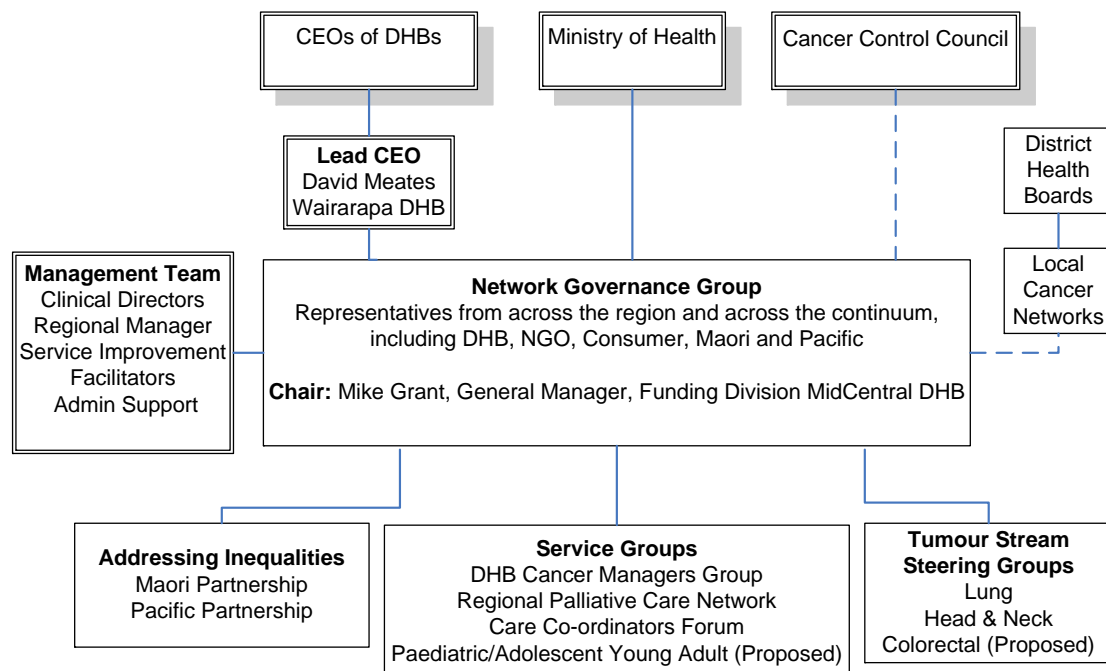 CEOs of DHBs
Ministry of Health
Cancer Control Council
Lead CEO
David Meates
Wairarapa DHB
District
Health
Boards
Local
Cancer
Networks
Management Team
Clinical Directors
Regional Manager
Service Improvement
Facilitators
Admin Support
Network Governance Group
Representatives from across the region and across the continuum,
including DHB, NGO, Consumer, Maori and Pacific
Chair: Mike Grant, General Manager, Funding Division MidCentral DHB
Addressing Inequalities
Maori Partnership
Pacific Partnership
Service Groups
DHB Cancer Managers Group
Regional Palliative Care Network
Care Co-ordinators Forum
Paediatric/Adolescent Young Adult (Proposed)
Tumour Stream
Steering Groups
Lung
Head & Neck
Colorectal (Proposed)